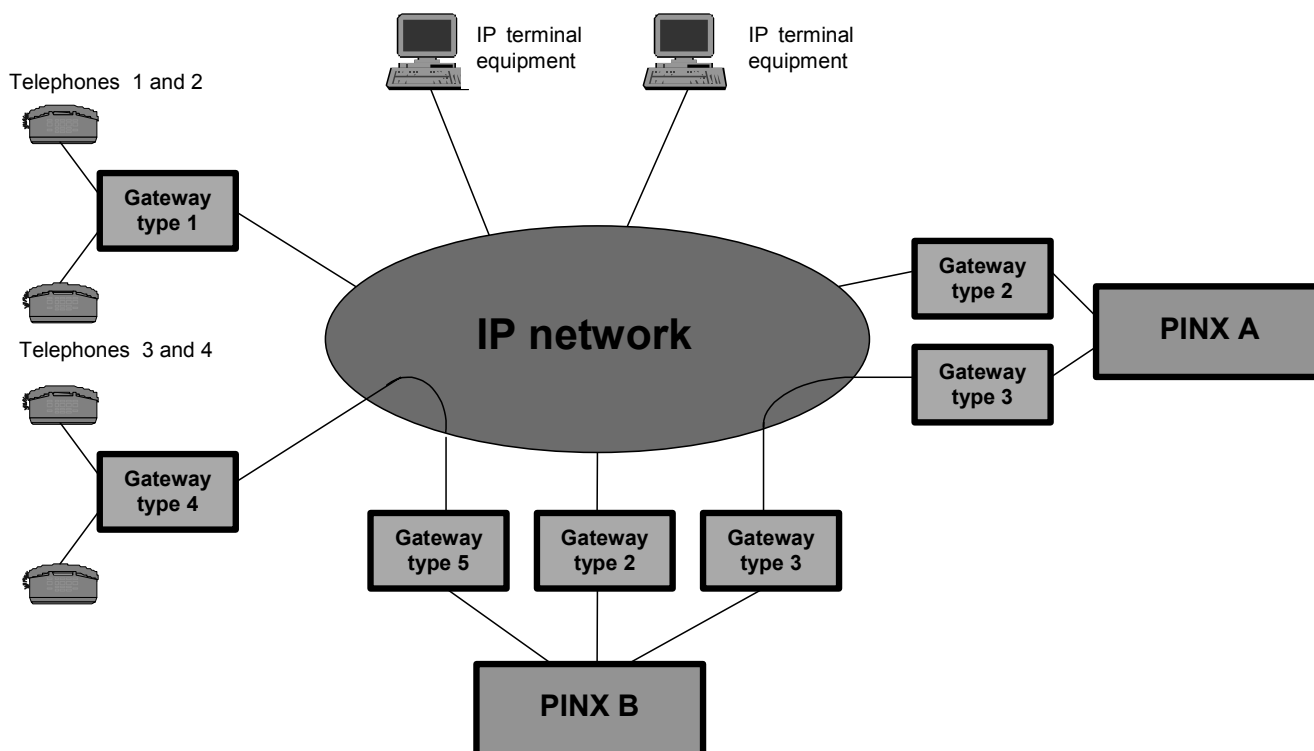 IP terminal
equipment
IP terminal
equipment
Telephones 1 and 2
Gateway
type 1
Gateway
type 2
PINX A
IP network
Telephones 3 and 4
Gateway
type 3
Gateway
type 4
Gateway
type 5
Gateway
type 2
Gateway
type 3
PINX B